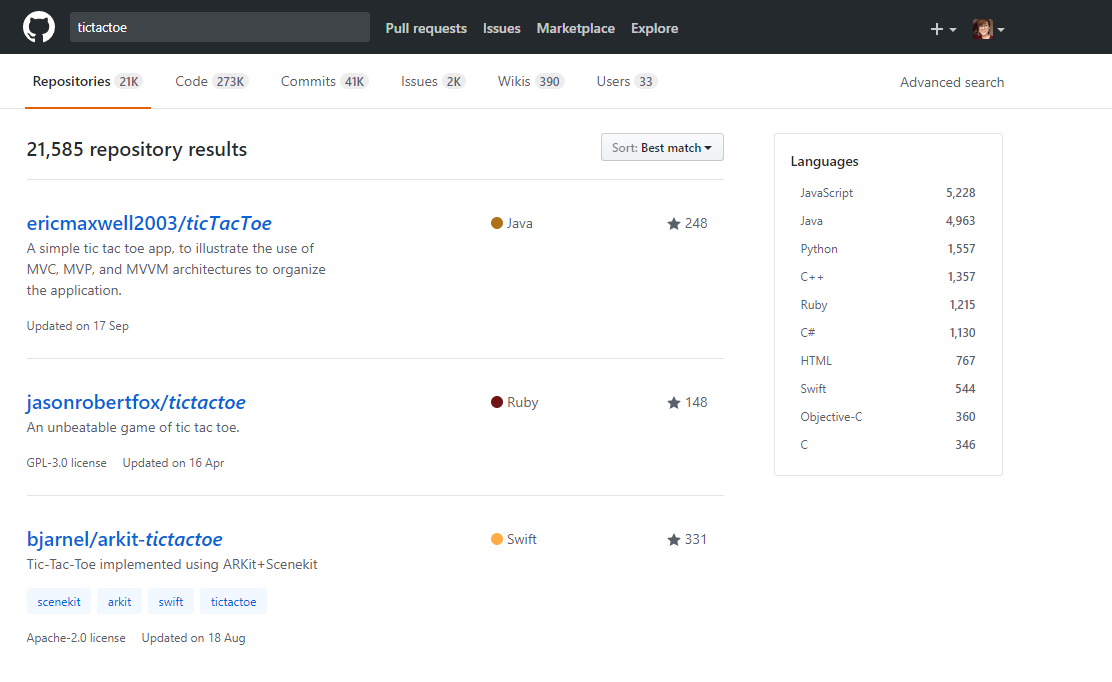 tictactoe Pull requests Issues Marketplace Explore
Repositories 21K Code 273K Commits 41K Issues 2K Wikis 390 Users 33 Advanced search
21,585 repository results
Sort: Best match
ericmaxwell2003/ticTacToe Java 248
A simple tic tac toe app, to illustrate the use of
MVC, MVP, and MVVM architectures to organize
the application.
Updated on 17 Sep
jasonrobertfox/tictactoe Ruby 148
An unbeatable game of tic tac toe.
GPL-3.0 license Updated on 16 Apr
bjarnel/arkit-tictactoe Swift 331
Tic-Tac-Toe implemented using ARKit+Scenekit
scenekit arkit swift tictactoe
Apache-2.0 license Updated on 18 Aug
Languages
JavaScript 5,228
Java 4,963
Python 1,557
C++ 1,357
Ruby 1,215
C# 1,130
HTML 767
Swift 544
Objective-C 360
C 346